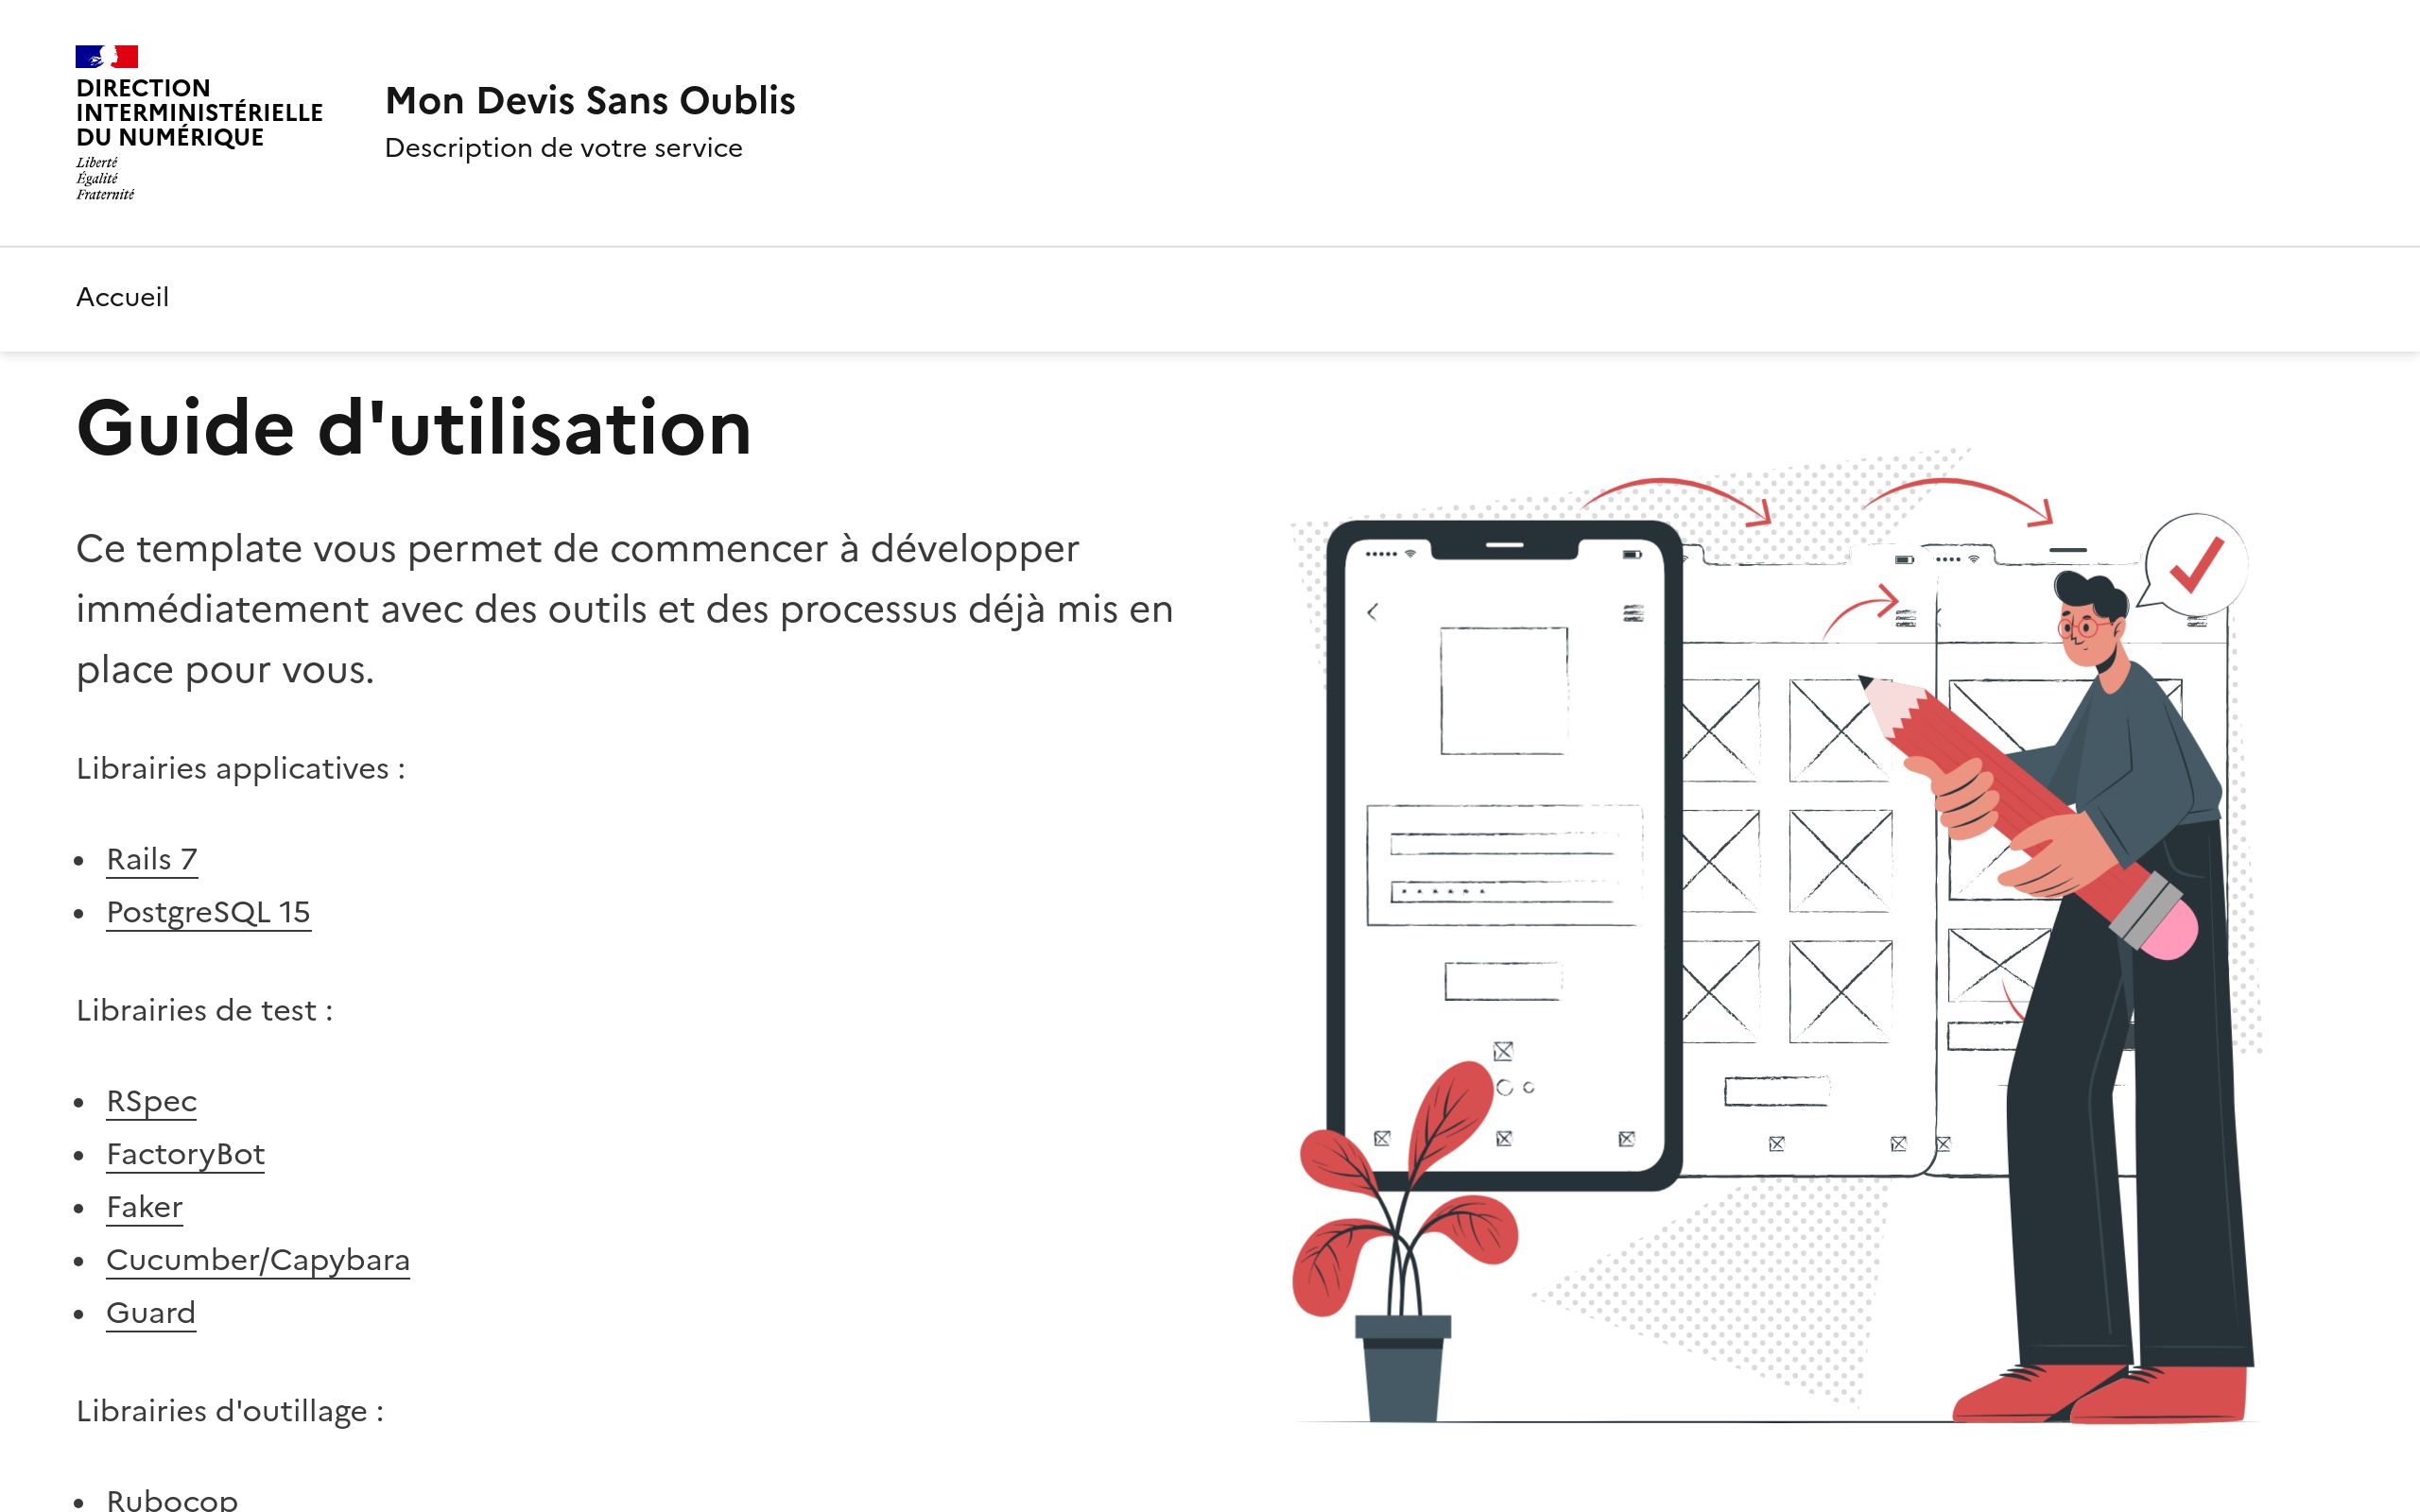 DIRECTION
INTERMINISTÉRIELLE
DU NUMÉRIQUE
Liberté
Égalité
Fraternité
Mon Devis Sans Oublis
Description de votre service
Accueil
Guide d'utilisation
Ce template vous permet de commencer à développer
immédiatement avec des outils et des processus déjà mis en
place pour vous.
Librairies applicatives :
Rails 7
PostgreSQL 15
Librairies de test :
RSpec
FactoryBot
Faker
Cucumber/Capybara
Guard
Librairies d'outillage :
Rubocop